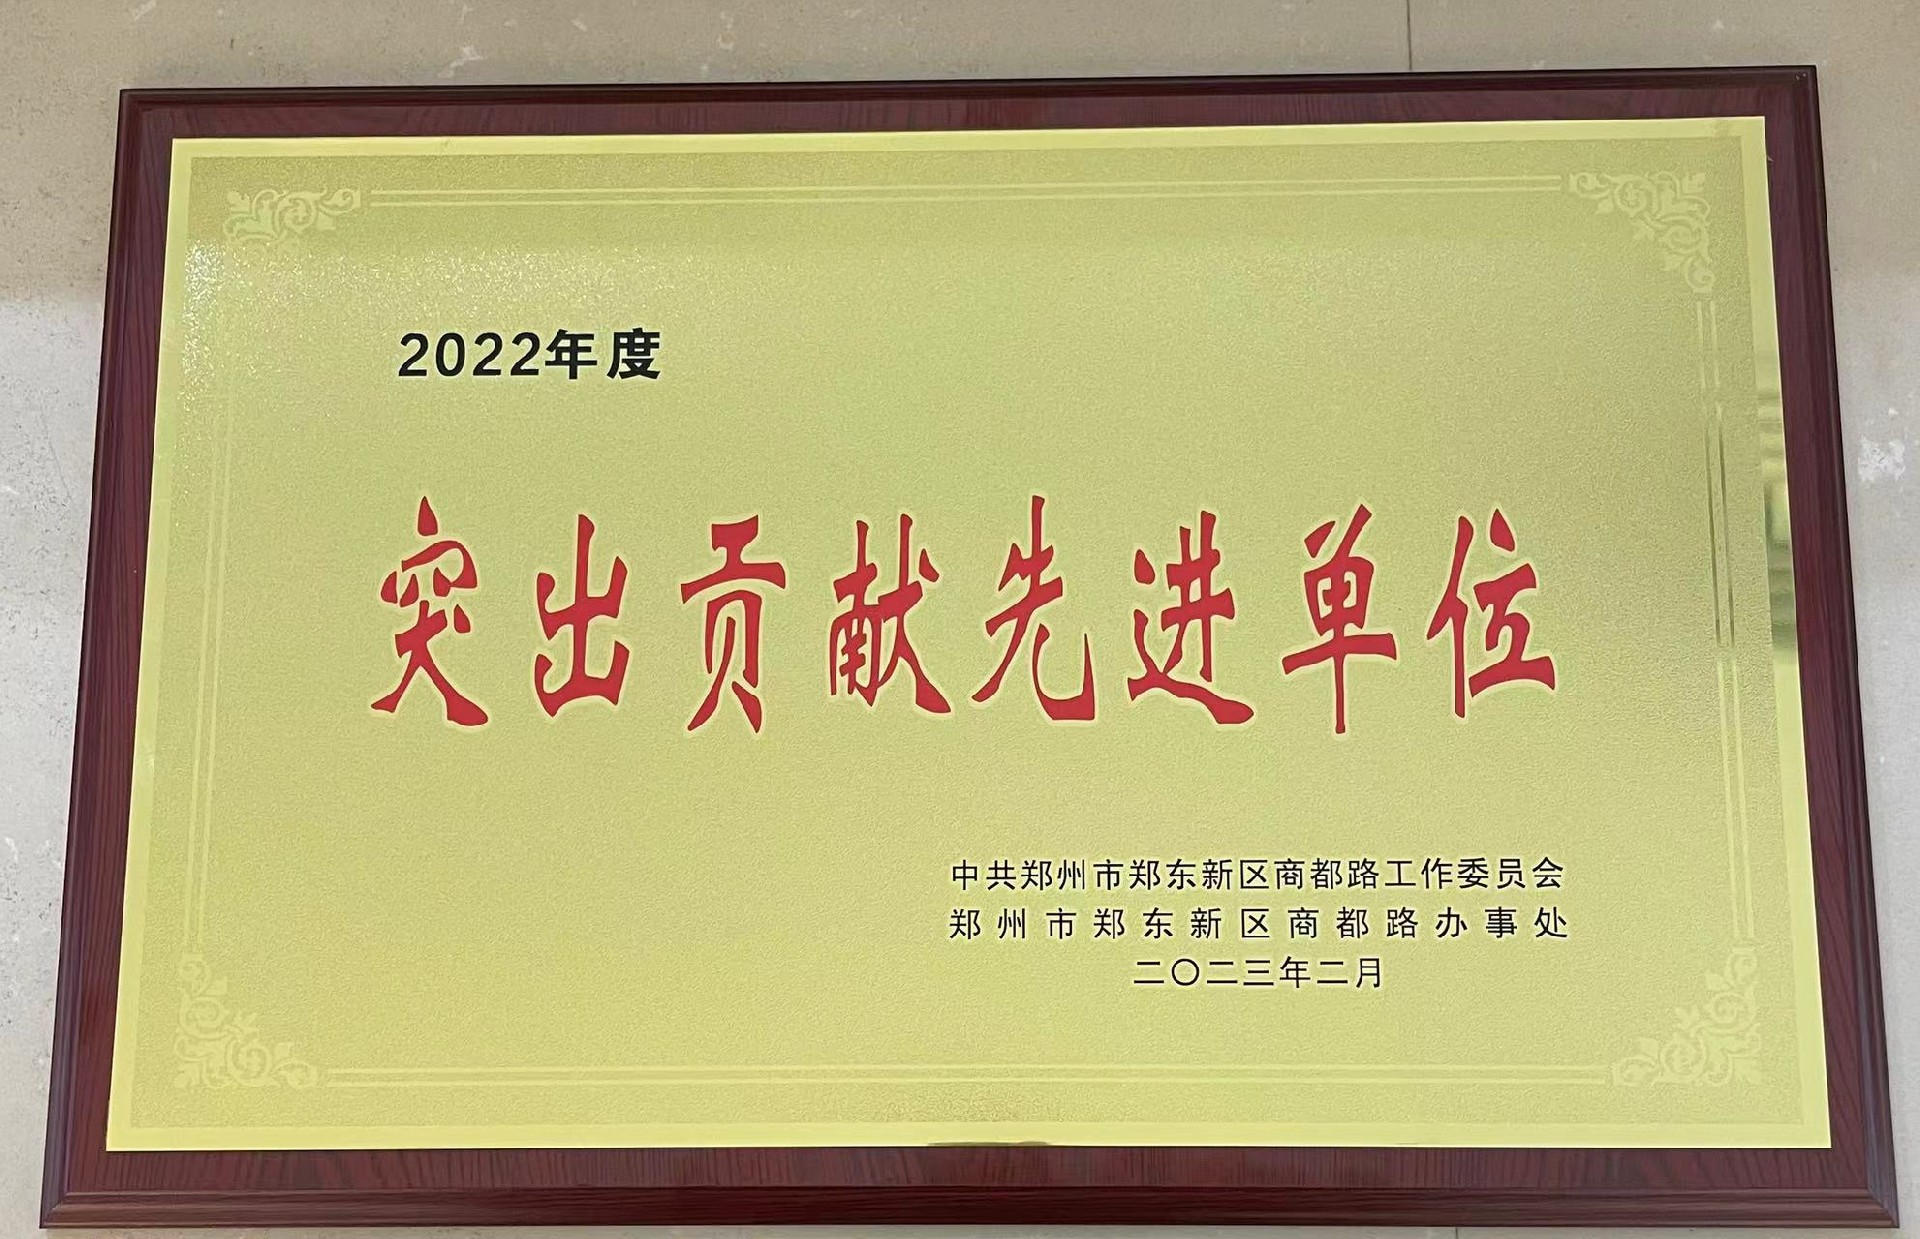 2022年度
突出贡献先进单位
中共郑州市郑东新区商都路工作委员会
郑州市郑东新区商都路办事处
二〇二三年二月